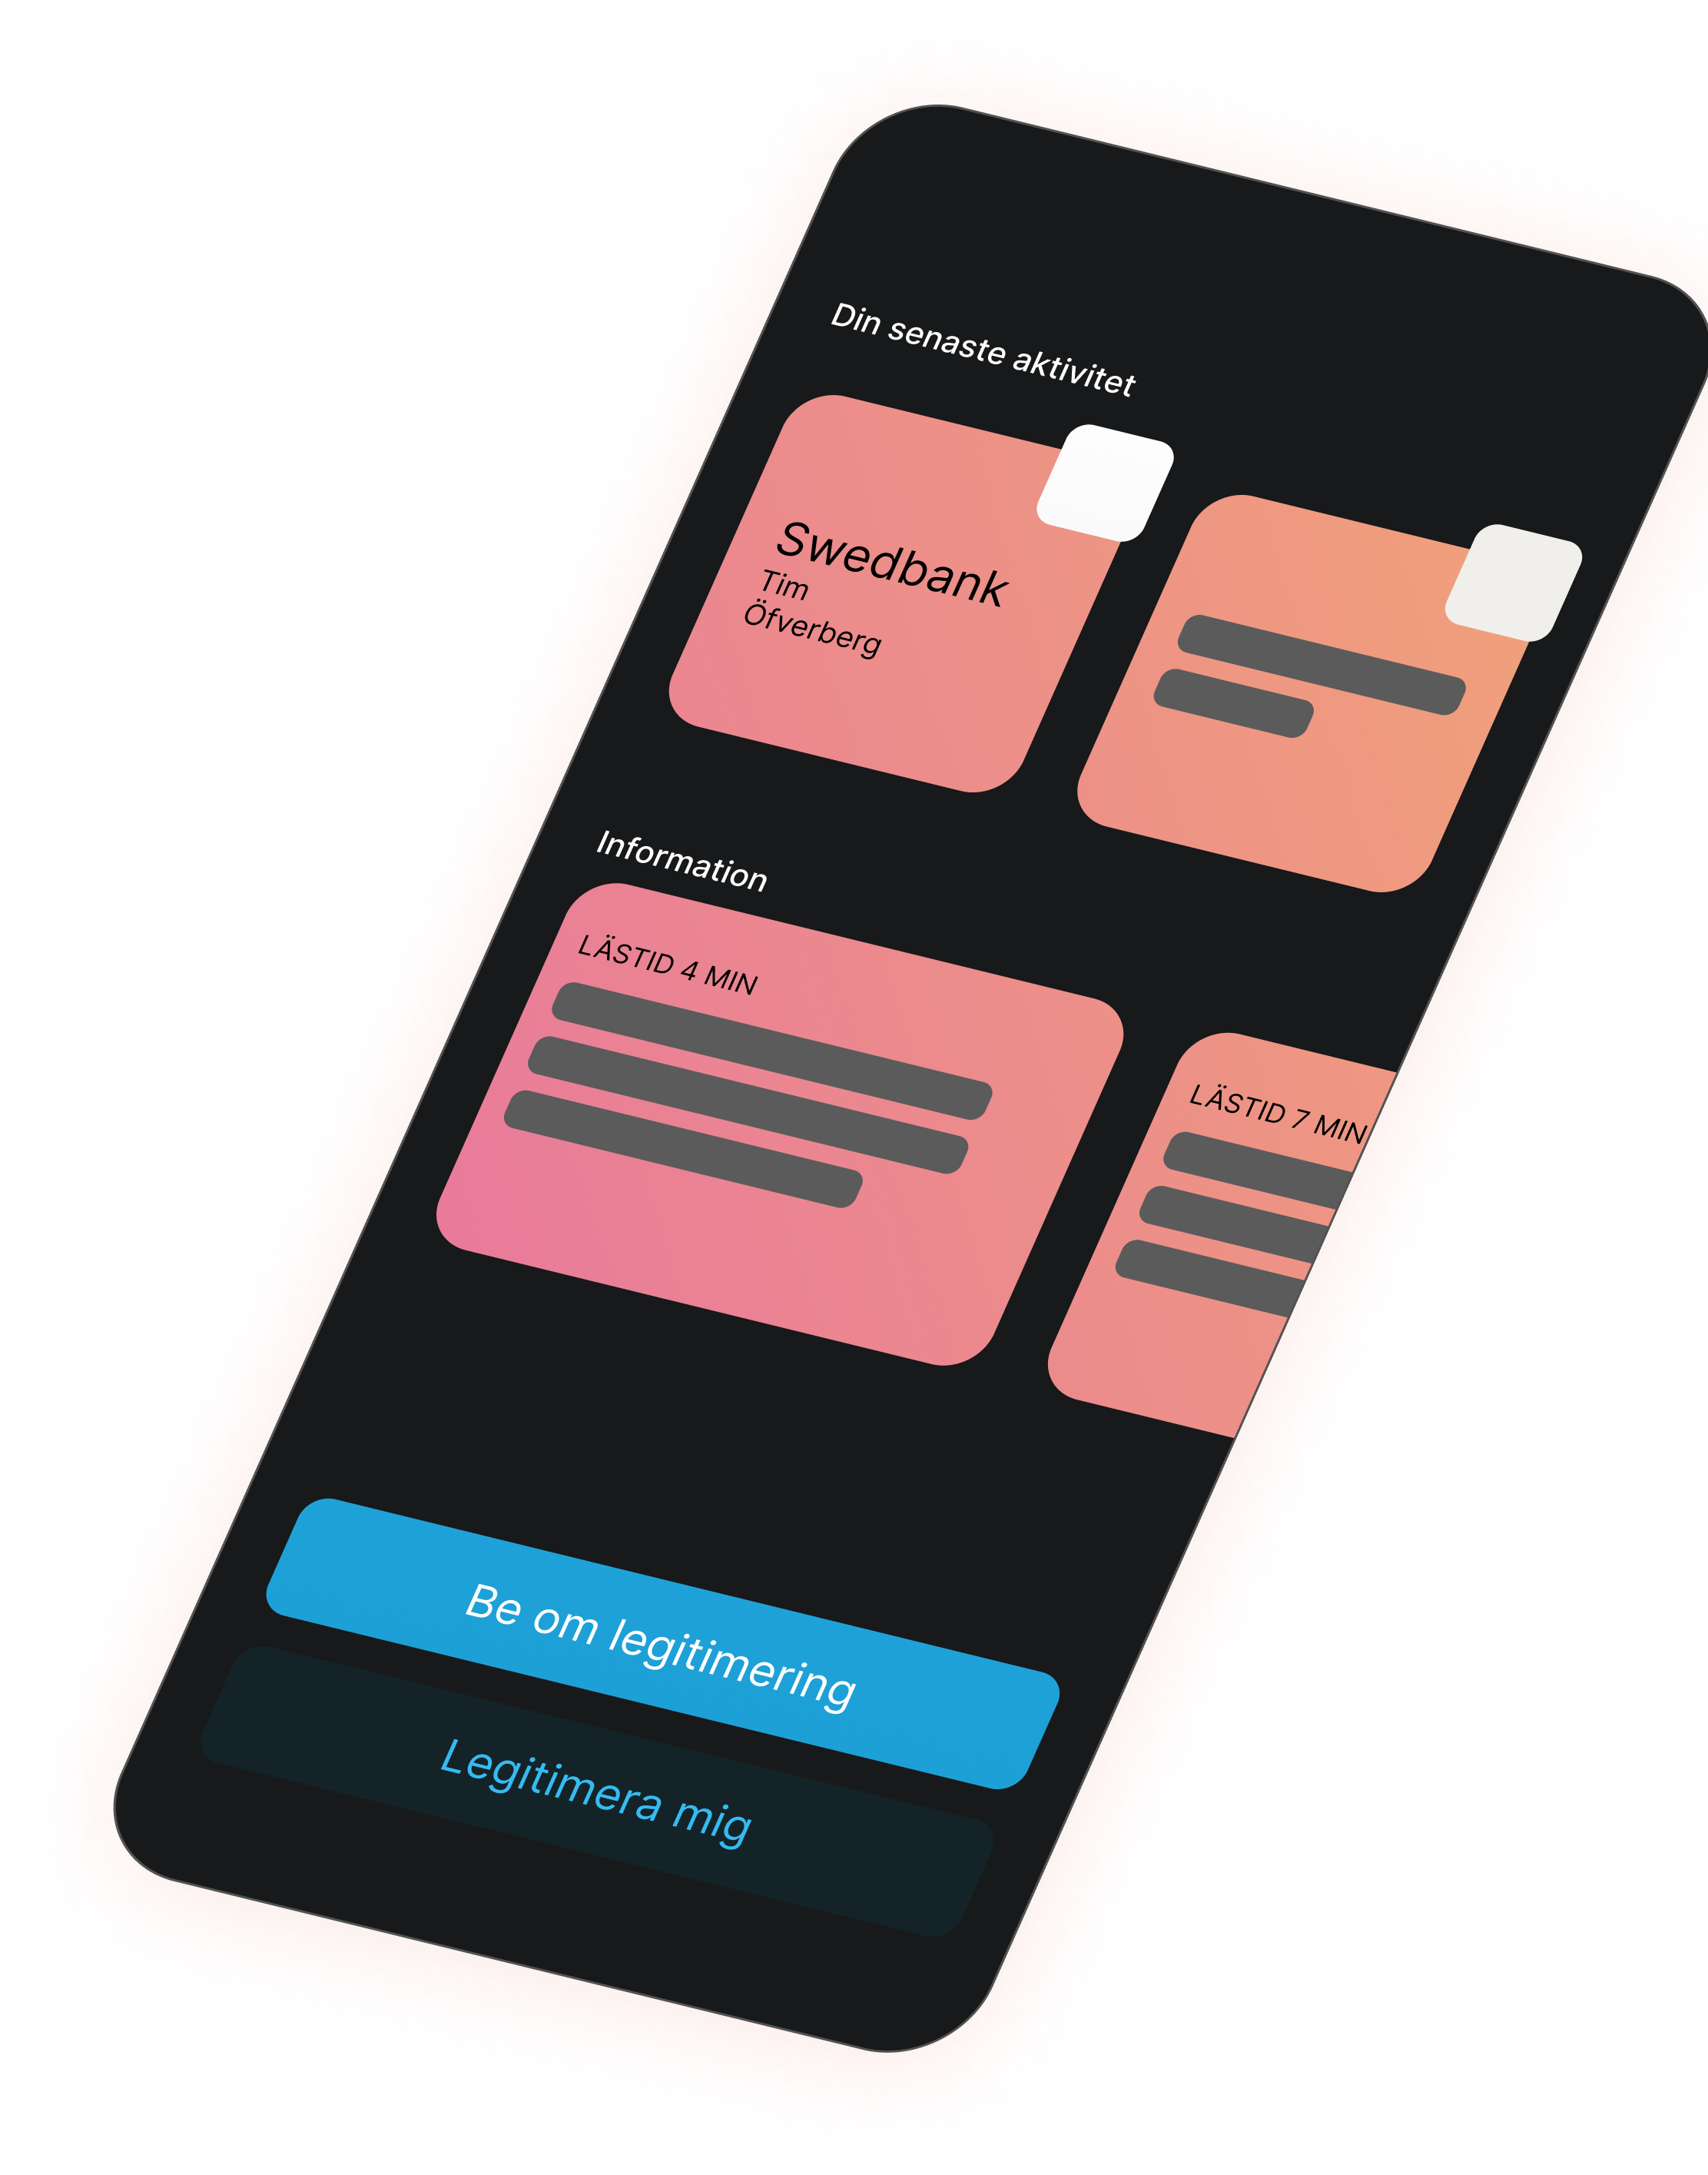 Din senaste aktivitet
Swedbank
Tim
Öfverberg
Information
LÄSTID 4 MIN
LÄSTID 7 MIN
Be om legitimering
Legitimera mig